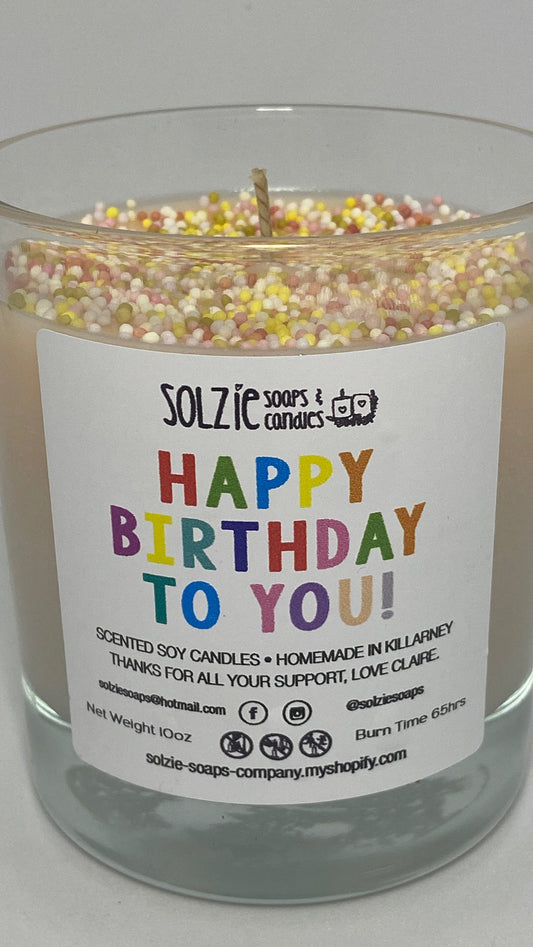 SOLZiE SOAPS & CANDLES
HAPPY
BIRTHDAY
TO YOU!
SCENTED SOY CANDLES • HOMEMADE IN KILLARNEY
THANKS FOR ALL YOUR SUPPORT, LOVE CLAIRE.
solziesoaps@hotmail.com f @solziesoaps
Net Weight 10oz Burn Time 65hrs
solzie-soaps-company.myshopify.com